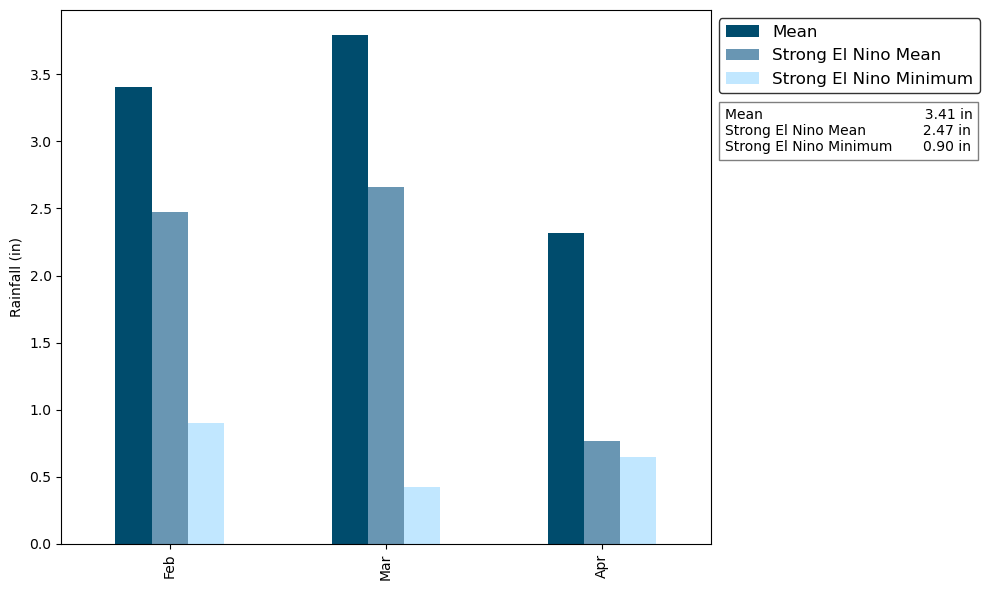 Mean
Strong El Nino Mean
Strong El Nino Minimum
Mean 3.41 in
Strong El Nino Mean 2.47 in
Strong El Nino Minimum 0.90 in
Rainfall (in)
3.5
3.0
2.5
2.0
1.5
1.0
0.5
0.0
Feb
Mar
Apr